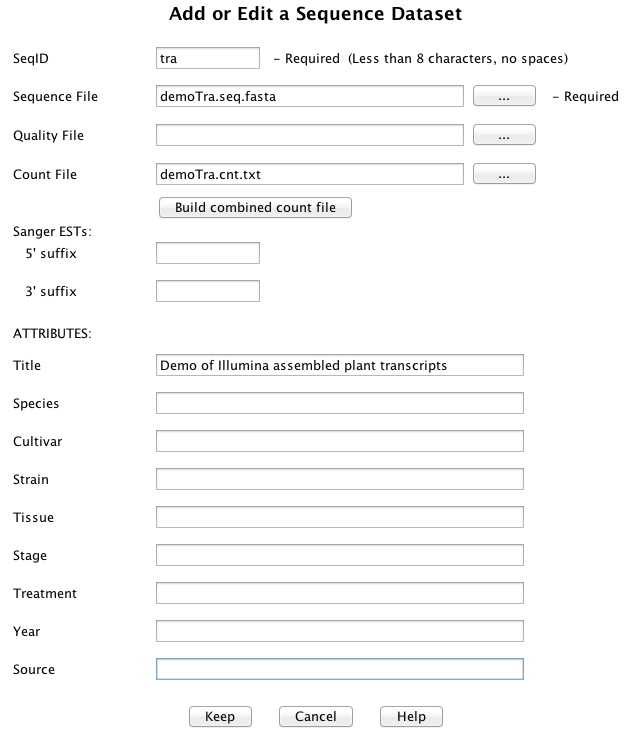 Add or Edit a Sequence Dataset
SeqID tra – Required (Less than 8 characters, no spaces)
Sequence File demoTra.seq.fasta ... – Required
Quality File ...
Count File demoTra.cnt.txt ...
Build combined count file
Sanger ESTs:
5' suffix
3' suffix
ATTRIBUTES:
Title Demo of Illumina assembled plant transcripts
Species
Cultivar
Strain
Tissue
Stage
Treatment
Year
Source
Keep Cancel Help